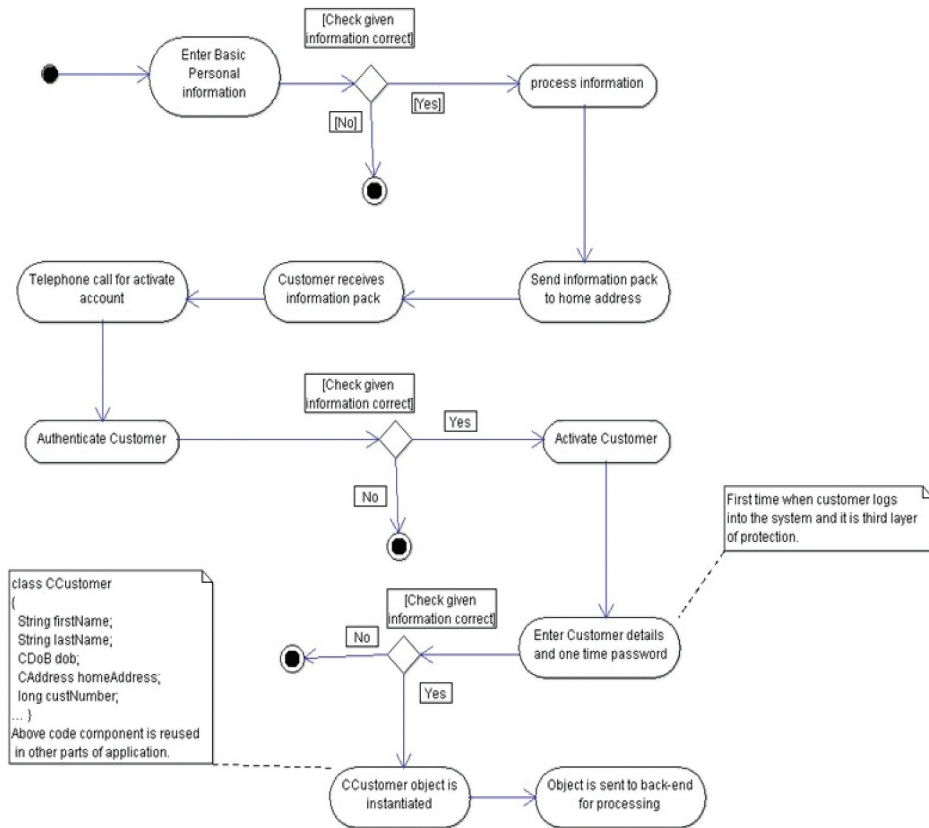 [Check given
information correct]
Enter Basic
Personal
information
process information
[Yes]
[No]
Telephone call for activate
account
Customer receives
information pack
Send information pack
to home address
[Check given
information correct]
Yes
Authenticate Customer
Activate Customer
No
First time when customer logs
into the system and it is third layer
of protection.
class CCustomer
{
String firstName;
String lastName;
CDoB dob;
CAddress homeAddress;
long custNumber;
... }
Above code component is reused
in other parts of application.
[Check given
information correct]
No
Enter Customer details
and one time password
Yes
CCustomer object is
instantiated
Object is sent to back-end
for processing